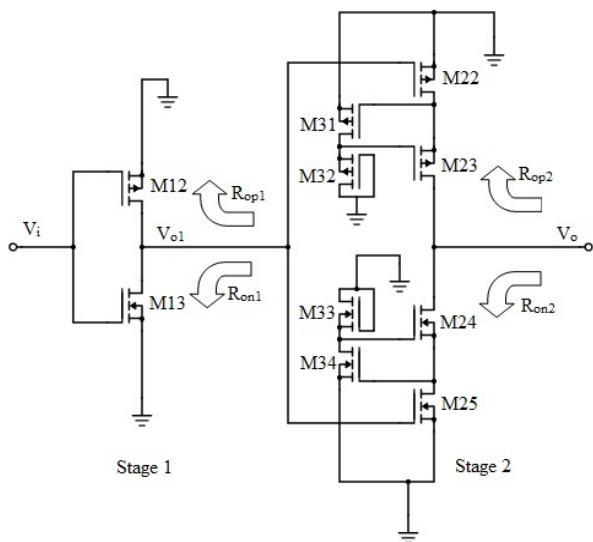 M22
M31
M12
Rop1
M32
M23
Rop2
Vi
Vo1
Vo
M13
Ron1
M33
M24
Ron2
M34
M25
Stage 1
Stage 2